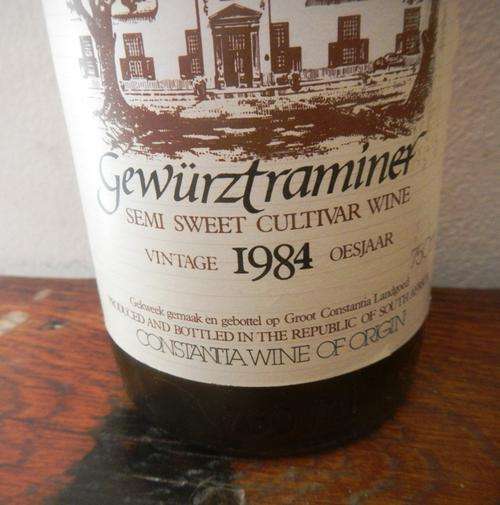 Gewürztraminer
SEMI SWEET CULTIVAR WINE
VINTAGE 1984 OESJAAR
750
Gekweek gemaak en gebottel op Groot Constantia Landgoed
PRODUCED AND BOTTLED IN THE REPUBLIC OF SOUTH AFRICA
CONSTANTIA WINE OF ORIGIN